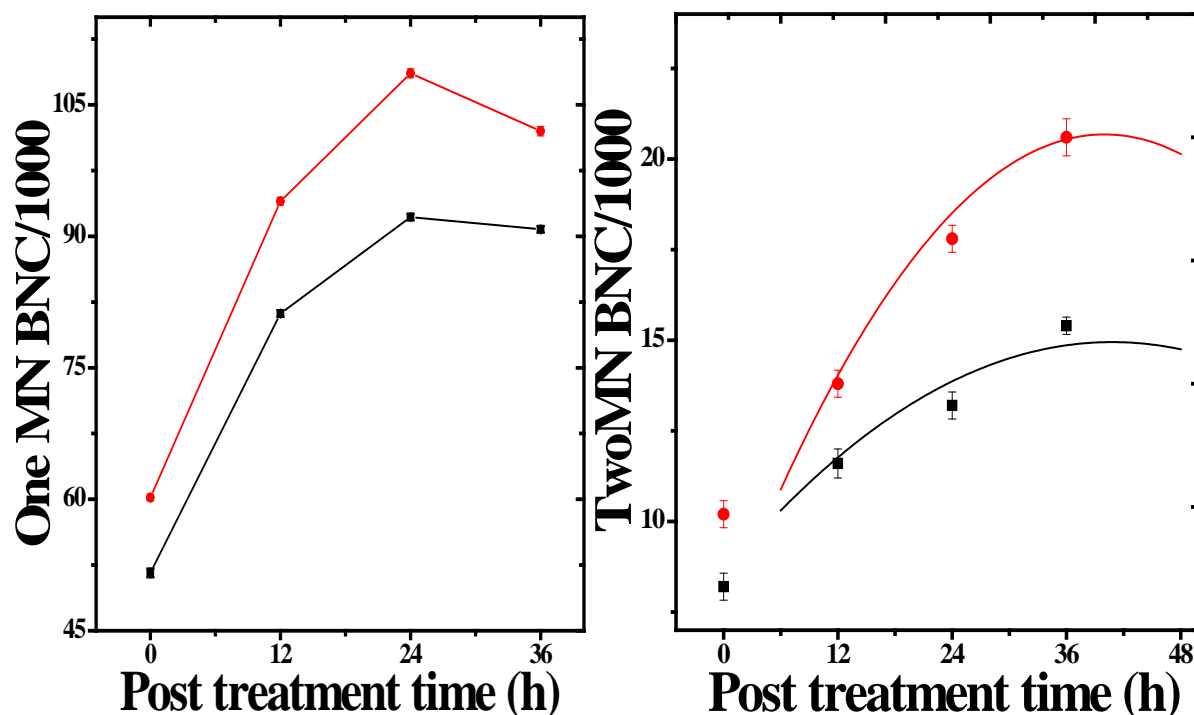 One MN BNC/1000
105
90
75
60
45
0 12 24 36
Post treatment time (h)
TwoMN BNC/1000
20
15
10
0 12 24 36 48
Post treatment time (h)